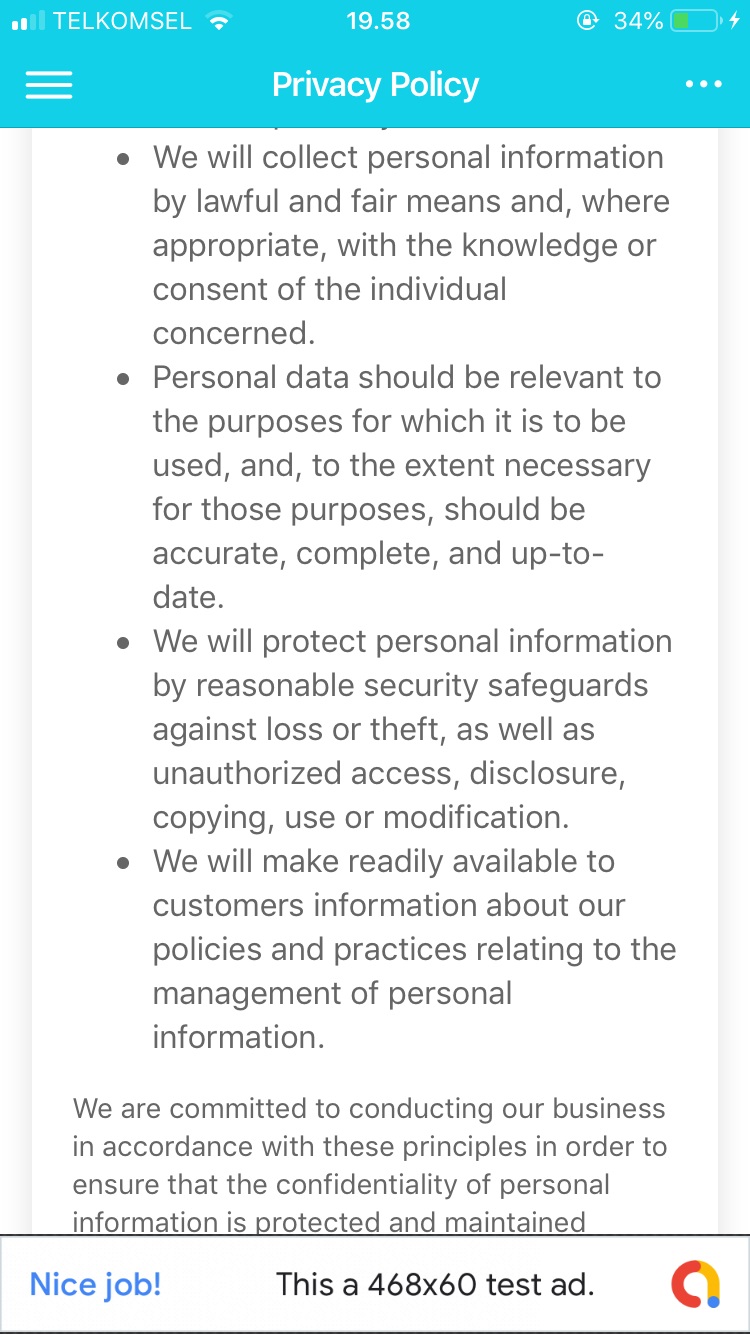 TELKOMSEL 19.58 34%
Privacy Policy
We will collect personal information
by lawful and fair means and, where
appropriate, with the knowledge or
consent of the individual
concerned.
Personal data should be relevant to
the purposes for which it is to be
used, and, to the extent necessary
for those purposes, should be
accurate, complete, and up-to-
date.
We will protect personal information
by reasonable security safeguards
against loss or theft, as well as
unauthorized access, disclosure,
copying, use or modification.
We will make readily available to
customers information about our
policies and practices relating to the
management of personal
information.
We are committed to conducting our business
in accordance with these principles in order to
ensure that the confidentiality of personal
information is protected and maintained
Nice job! This a 468x60 test ad.